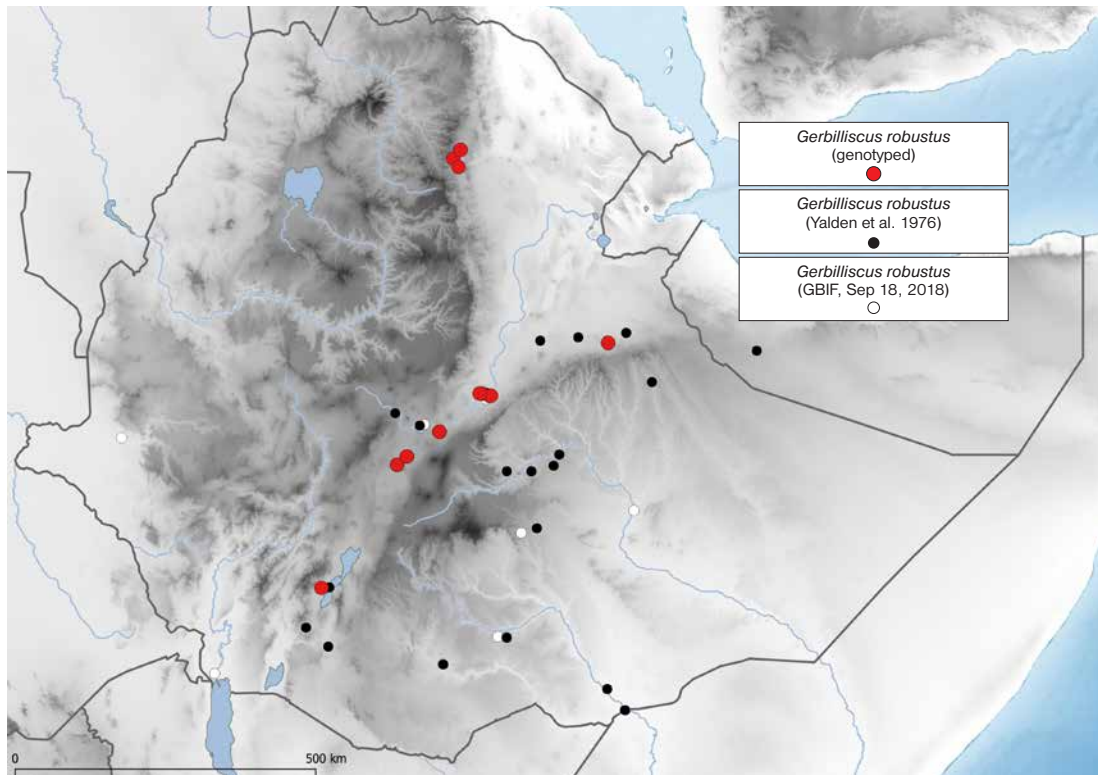 Gerbilliscus robustus
(genotyped)
Gerbilliscus robustus
(Yalden et al. 1976)
Gerbilliscus robustus
(GBIF, Sep 18, 2018)
0 500 km